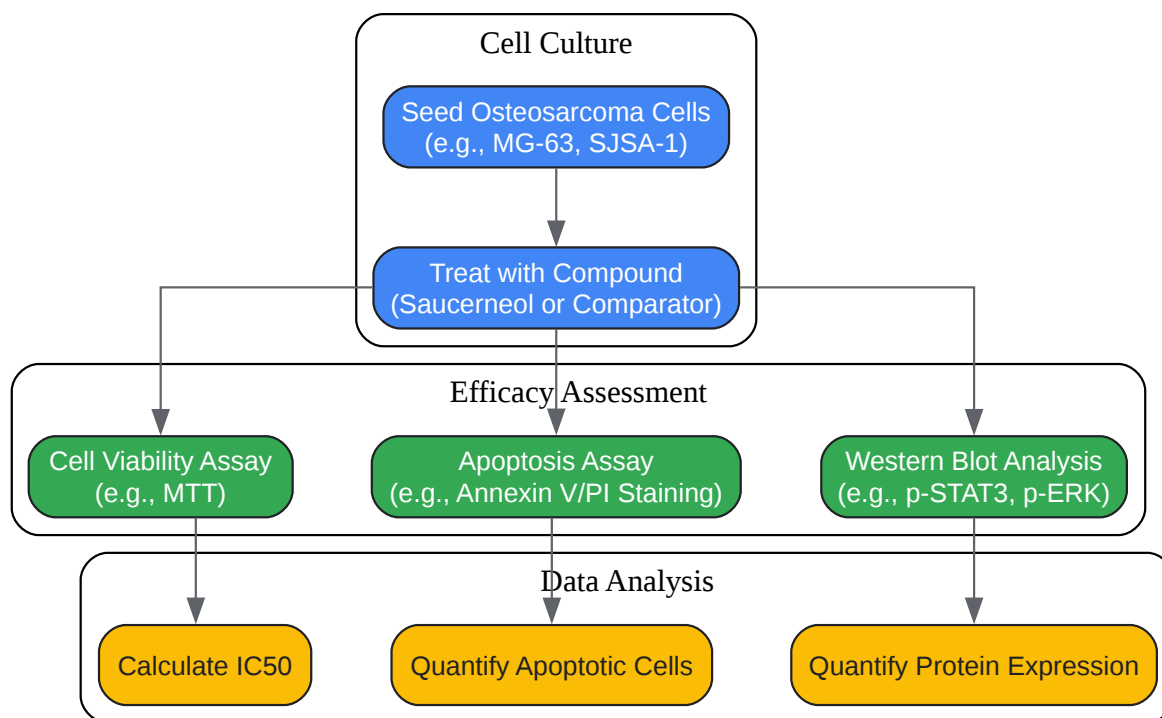 Cell Culture
Seed Osteosarcoma Cells
(e.g., MG-63, SJSA-1)
Treat with Compound
(Saucerneol or Comparator)
Efficacy Assessment
Cell Viability Assay
(e.g., MTT)
Apoptosis Assay
(e.g., Annexin V/PI Staining)
Western Blot Analysis
(e.g., p-STAT3, p-ERK)
Data Analysis
Calculate IC50
Quantify Apoptotic Cells
Quantify Protein Expression